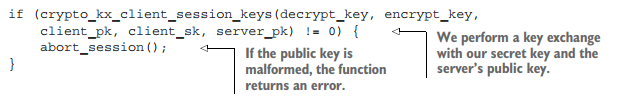 if (crypto_kx_client_session_keys(decrypt_key, encrypt_key,
client_pk, client_sk, server_pk) != 0) {
abort_session();
}
If the public key is
malformed, the function
returns an error.
We perform a key exchange
with our secret key and the
server's public key.